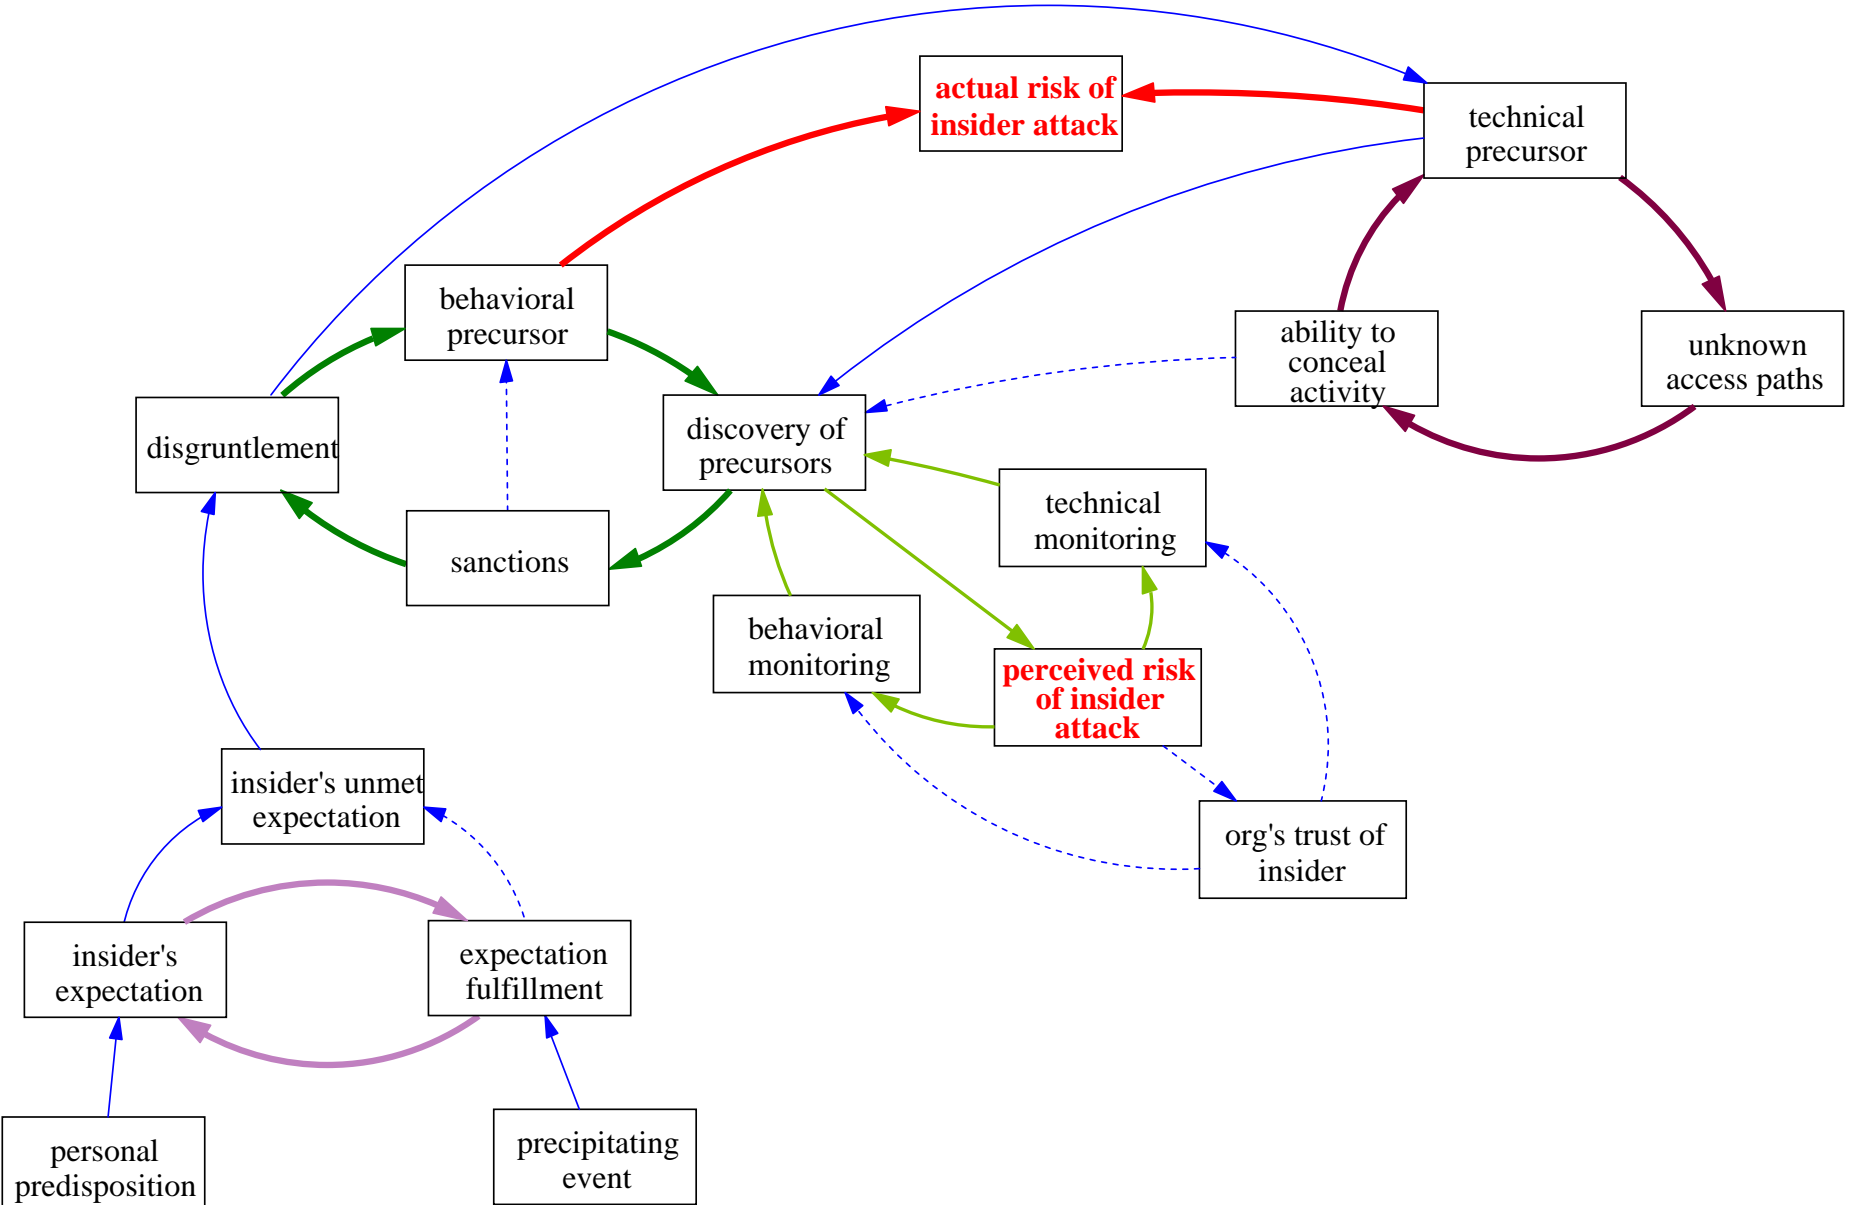 actual risk of
insider attack
technical
precursor
behavioral
precursor
ability to
conceal
activity
unknown
access paths
disgruntlement
discovery of
precursors
technical
monitoring
sanctions
behavioral
monitoring
perceived risk
of insider
attack
insider's unmet
expectation
org's trust of
insider
insider's
expectation
expectation
fulfillment
personal
predisposition
precipitating
event